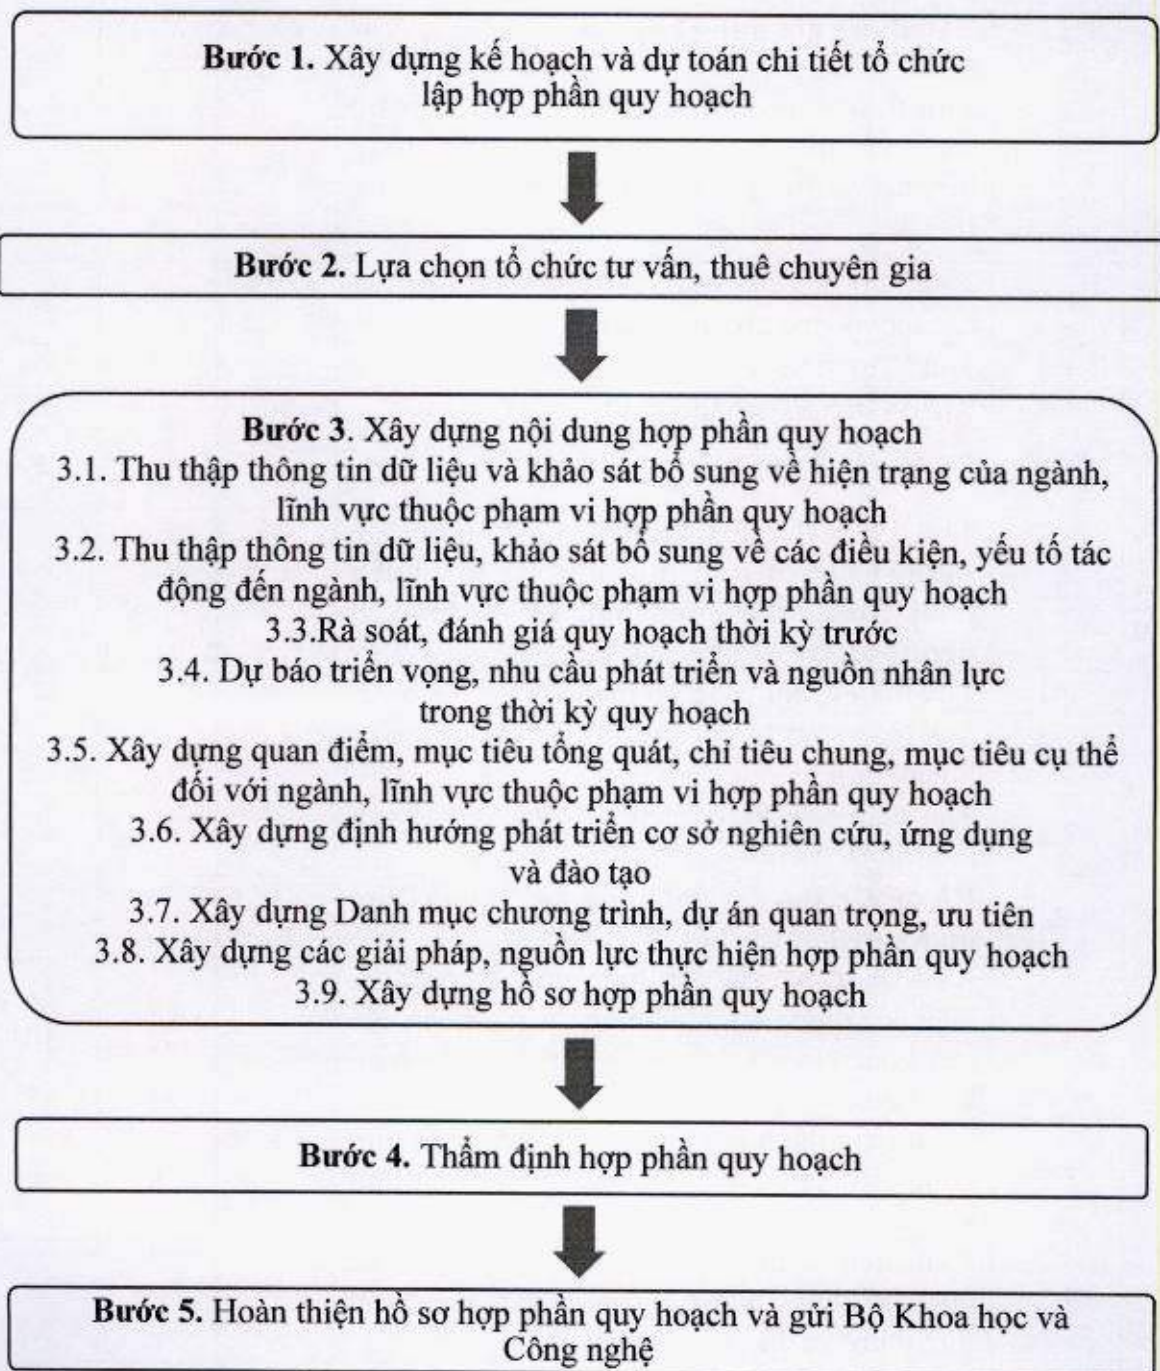 Bước 1. Xây dựng kế hoạch và dự toán chi tiết tổ chức
lập hợp phần quy hoạch
Bước 2. Lựa chọn tổ chức tư vấn, thuê chuyên gia
Bước 3. Xây dựng nội dung hợp phần quy hoạch
3.1. Thu thập thông tin dữ liệu và khảo sát bổ sung về hiện trạng của ngành,
lĩnh vực thuộc phạm vi hợp phần quy hoạch
3.2. Thu thập thông tin dữ liệu, khảo sát bổ sung về các điều kiện, yếu tố tác
động đến ngành, lĩnh vực thuộc phạm vi hợp phần quy hoạch
3.3.Rà soát, đánh giá quy hoạch thời kỳ trước
3.4. Dự báo triển vọng, nhu cầu phát triển và nguồn nhân lực
trong thời kỳ quy hoạch
3.5. Xây dựng quan điểm, mục tiêu tổng quát, chỉ tiêu chung, mục tiêu cụ thể
đối với ngành, lĩnh vực thuộc phạm vi hợp phần quy hoạch
3.6. Xây dựng định hướng phát triển cơ sở nghiên cứu, ứng dụng
và đào tạo
3.7. Xây dựng Danh mục chương trình, dự án quan trọng, ưu tiên
3.8. Xây dựng các giải pháp, nguồn lực thực hiện hợp phần quy hoạch
3.9. Xây dựng hồ sơ hợp phần quy hoạch
Bước 4. Thẩm định hợp phần quy hoạch
Bước 5. Hoàn thiện hồ sơ hợp phần quy hoạch và gửi Bộ Khoa học và
Công nghệ